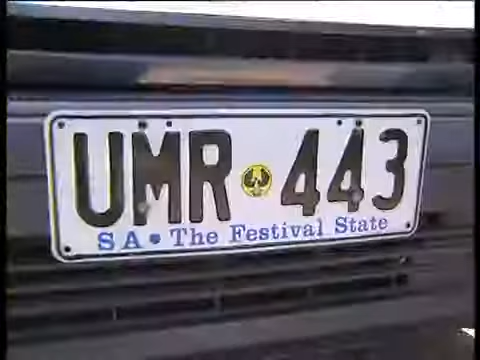 UMR 443
SA • The Festival State